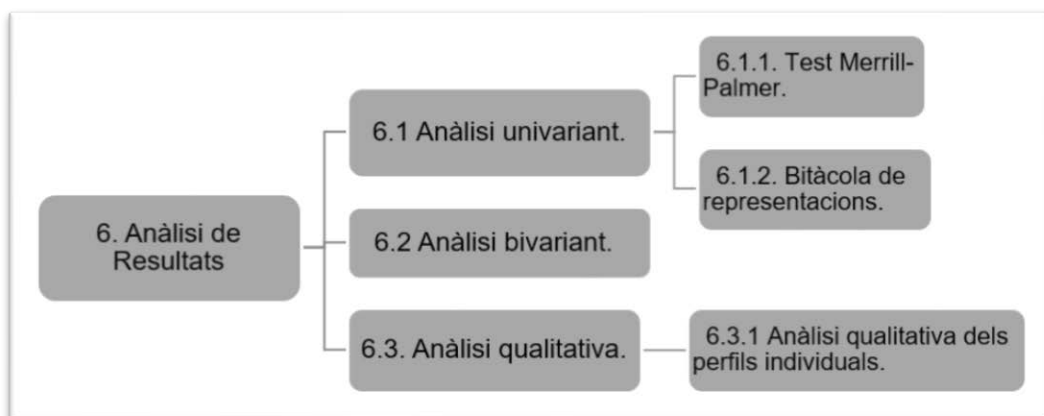 6. Anàlisi de
Resultats
6.1 Anàlisi univariant.
6.1.1. Test Merrill-
Palmer.
6.1.2. Bitàcola de
representacions.
6.2 Anàlisi bivariant.
6.3. Anàlisi qualitativa.
6.3.1 Anàlisi qualitativa dels
perfils individuals.